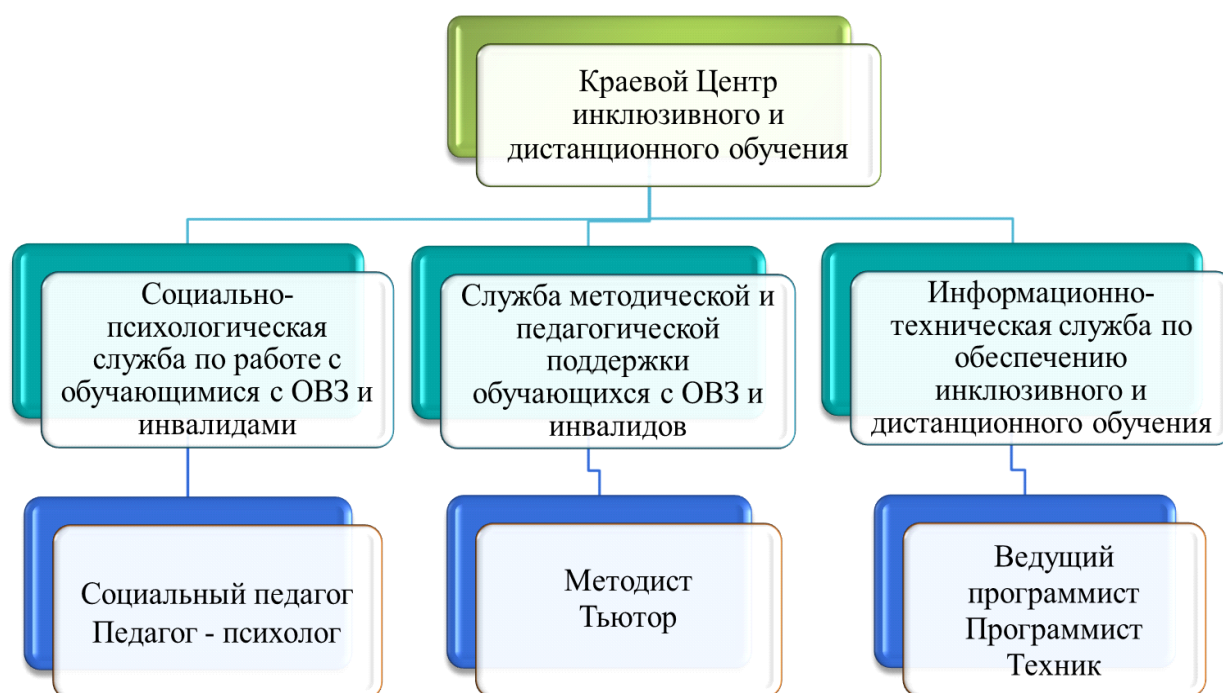 Краевой Центр
инклюзивного и
дистанционного обучения
Социально-
психологическая
служба по работе с
обучающимися с ОВЗ и
инвалидами
Служба методической и
педагогической
поддержки
обучающихся с ОВЗ и
инвалидов
Информационно-
техническая служба по
обеспечению
инклюзивного и
дистанционного обучения
Социальный педагог
Педагог - психолог
Методист
Тьютор
Ведущий
программист
Программист
Техник